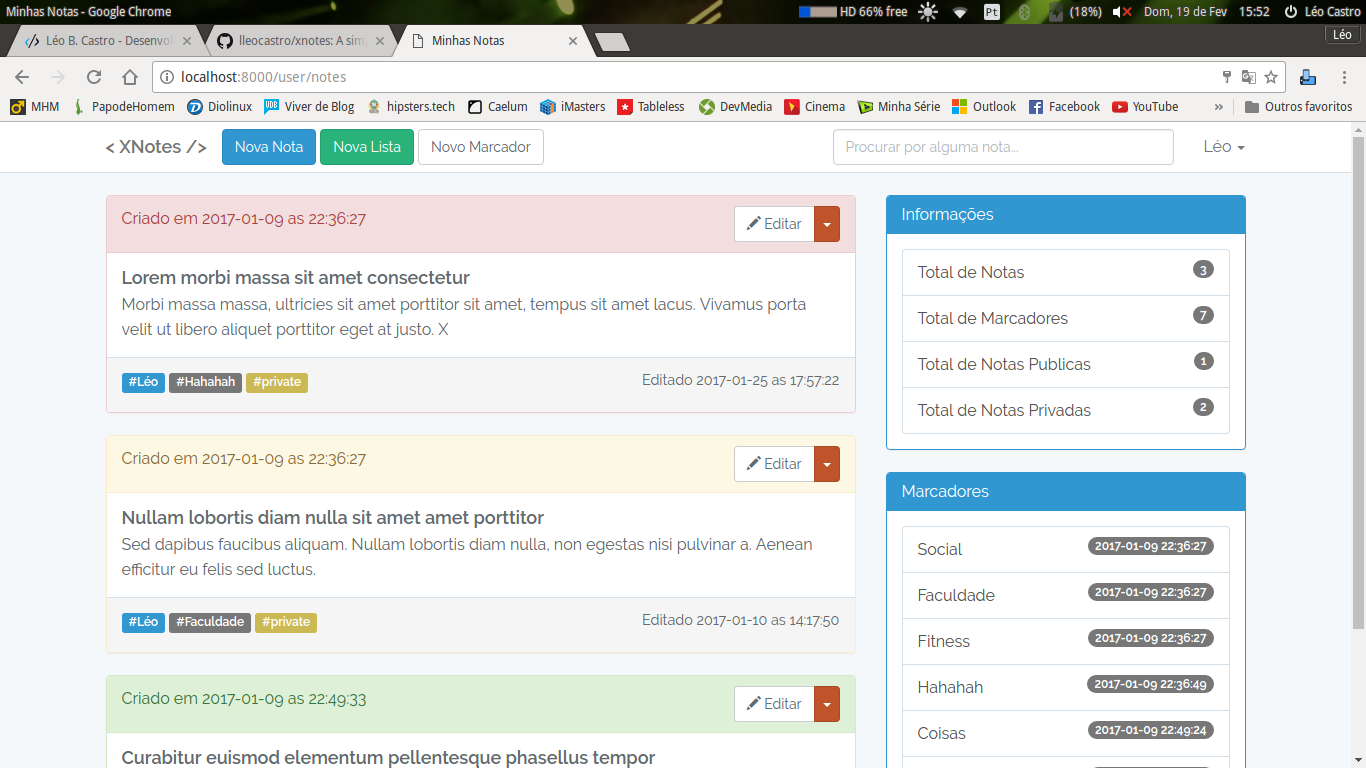 Minhas Notas - Google Chrome
HD 66% free
Pt
(18%)
Dom, 19 de Fev
15:52
Léo Castro
Léo B. Castro - Desenvol
lleocastro/xnotes: A sim
Minhas Notas
Léo
localhost:8000/user/notes
MHM
PapodeHomem
Diolinux
Viver de Blog
hipsters.tech
Caelum
iMasters
Tableless
DevMedia
Cinema
Minha Série
Outlook
Facebook
YouTube
»
Outros favoritos
< XNotes />
Nova Nota
Nova Lista
Novo Marcador
Procurar por alguma nota...
Léo
Criado em 2017-01-09 as 22:36:27
Editar
Lorem morbi massa sit amet consectetur
Morbi massa massa, ultricies sit amet porttitor sit amet, tempus sit amet lacus. Vivamus porta
velit ut libero aliquet porttitor eget at justo. X
#Léo #Hahahah #private
Editado 2017-01-25 as 17:57:22
Criado em 2017-01-09 as 22:36:27
Editar
Nullam lobortis diam nulla sit amet amet porttitor
Sed dapibus faucibus aliquam. Nullam lobortis diam nulla, non egestas nisi pulvinar a. Aenean
efficitur eu felis sed luctus.
#Léo #Faculdade #private
Editado 2017-01-10 as 14:17:50
Criado em 2017-01-09 as 22:49:33
Editar
Curabitur euismod elementum pellentesque phasellus tempor
Informações
Total de Notas 3
Total de Marcadores 7
Total de Notas Publicas 1
Total de Notas Privadas 2
Marcadores
Social 2017-01-09 22:36:27
Faculdade 2017-01-09 22:36:27
Fitness 2017-01-09 22:36:27
Hahahah 2017-01-09 22:36:49
Coisas 2017-01-09 22:49:24